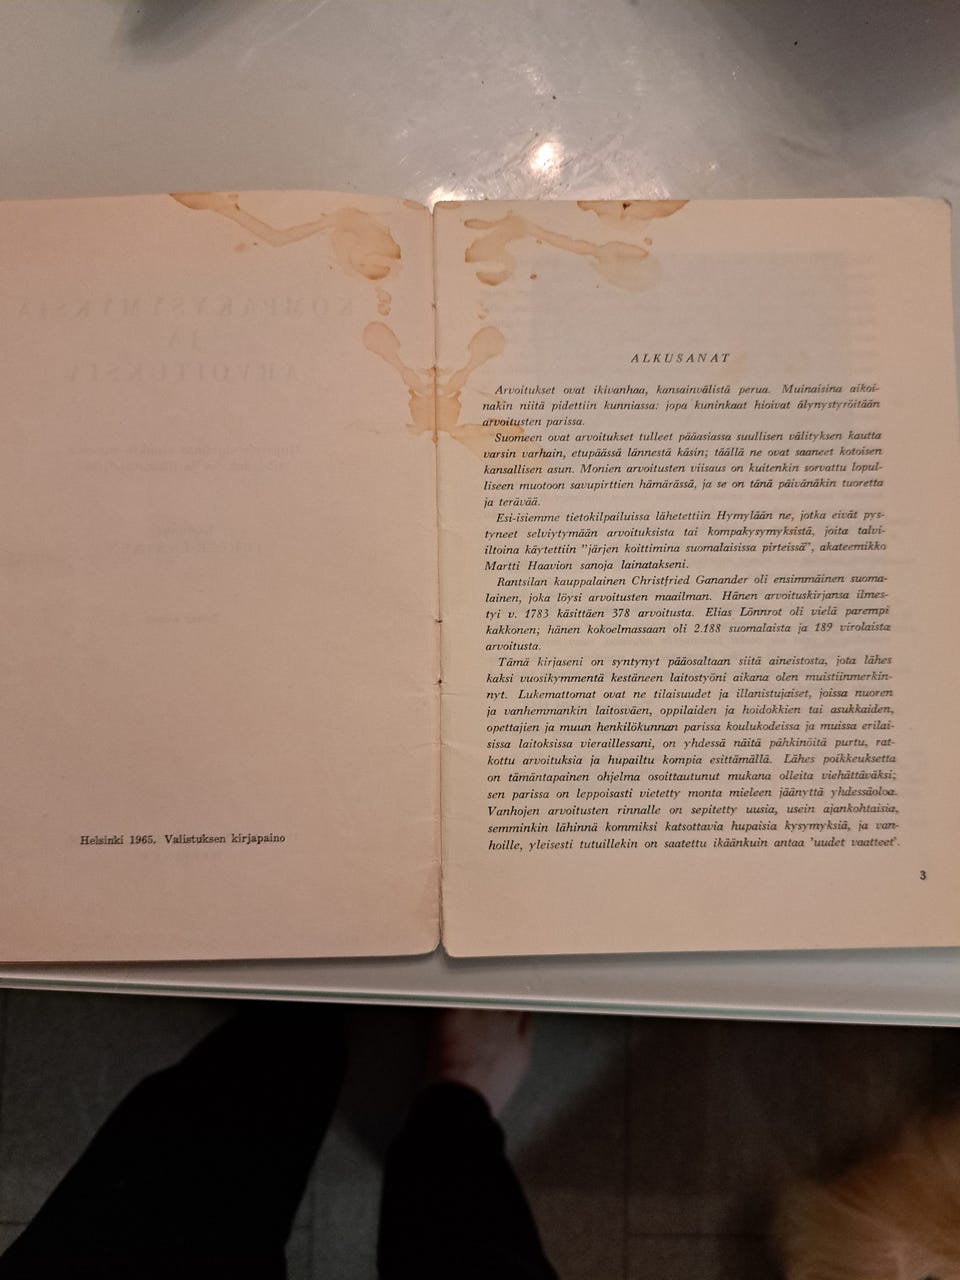 Helsinki 1965. Valistuksen kirjapaino
ALKUSANAT
Arvoitukset ovat ikivanhaa, kansainvälistä perua. Muinaisina aikoi-
nakin niitä pidettiin kunniassa: jopa kuninkaat hioivat älynystyröitään
arvoitusten parissa.
Suomeen ovat arvoitukset tulleet pääasiassa suullisen välityksen kautta
varsin varhain, etupäässä lännestä käsin; täällä ne ovat saaneet kotoisen
kansallisen asun. Monien arvoitusten viisaus on kuitenkin sorvattu lopul-
liseen muotoon savupirttien hämärässä, ja se on tänä päivänäkin tuoretta
ja terävää.
Esi-isiemme tietokilpailuissa lähetettiin Hymylään ne, jotka eivät pys-
tyneet selviytymään arvoituksista tai kompakysymyksistä, joita talvi-
iltoina käytettiin ”järjen koittimina suomalaisissa pirteissä”, akateemikko
Martti Haavion sanoja lainatakseni.
Rantsilan kauppalainen Christfried Ganander oli ensimmäinen suoma-
lainen, joka löysi arvoitusten maailman. Hänen arvoituskirjansa ilmes-
tyi v. 1783 käsittäen 378 arvoitusta. Elias Lönnrot oli vielä parempi
kakkonen; hänen kokoelmassaan oli 2.188 suomalaista ja 189 virolaista
arvoitusta.
Tämä kirjaseni on syntynyt pääosaltaan siitä aineistosta, jota lähes
kaksi vuosikymmentä kestäneen laitostyöni aikana olen muistiinmerkin-
nyt. Lukemattomat ovat ne tilaisuudet ja illanistujaiset, joissa nuoren
ja vanhemmankin laitosväen, oppilaiden ja hoidokkien tai asukkaiden,
opettajien ja muun henkilökunnan parissa koulukodeissa ja muissa erilai-
sissa laitoksissa vieraillessani, on yhdessä näitä pähkinöitä purtu, rat-
kottu arvoituksia ja hupailtu kompia esittämällä. Lähes poikkeuksetta
on tämäntapainen ohjelma osoittautunut mukana olleita viehättäväksi;
sen parissa on leppoisasti vietetty monta mieleen jäänyttä yhdessäoloa.
Vanhojen arvoitusten rinnalle on sepitetty uusia, usein ajankohtaisia,
semminkin lähinnä kommiksi katsottavia hupaisia kysymyksiä, ja van-
hoille, yleisesti tutuillekin on saatettu ikäänkuin antaa 'uudet vaatteet'.
3